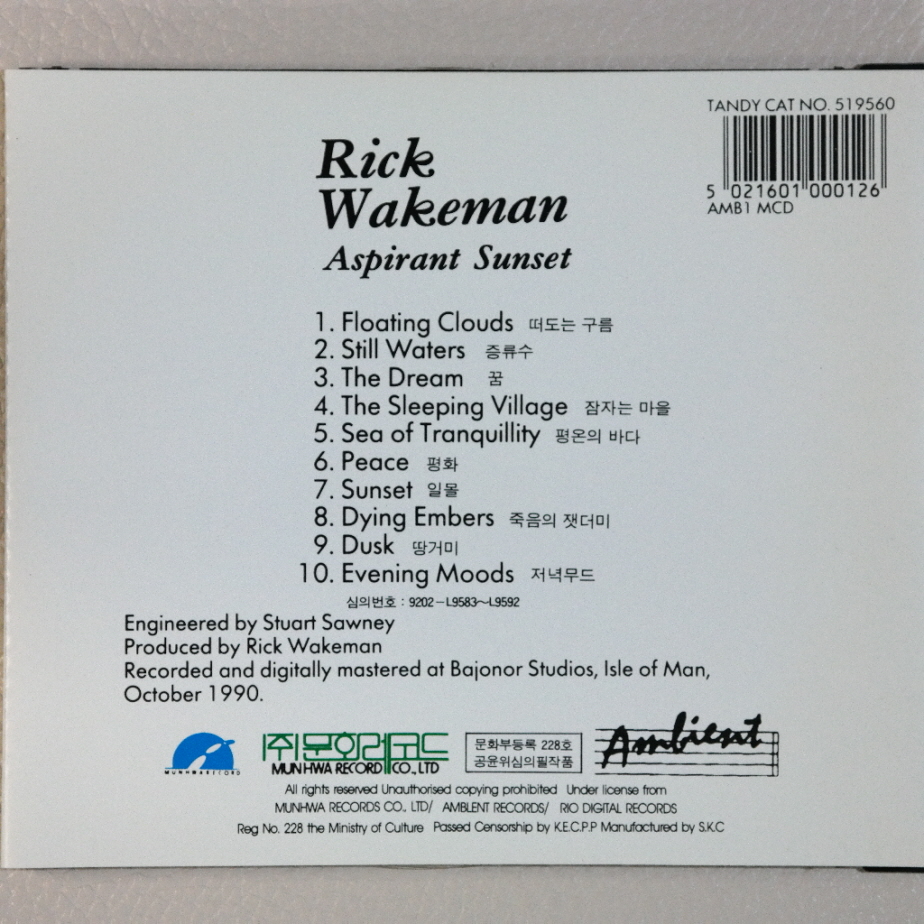 TANDY CAT NO. 519560
5 021601 000126
AMB1 MCD
Rick
Wakeman
Aspirant Sunset
1. Floating Clouds 떠도는 구름
2. Still Waters 증류수
3. The Dream 꿈
4. The Sleeping Village 잠자는 마을
5. Sea of Tranquillity 평온의 바다
6. Peace 평화
7. Sunset 일몰
8. Dying Embers 죽음의 잿더미
9. Dusk 땅거미
10. Evening Moods 저녁무드
심의번호 : 9202-L9583~L9592
Engineered by Stuart Sawney
Produced by Rick Wakeman
Recorded and digitally mastered at Bajonor Studios, Isle of Man,
October 1990.
MUNHWA RECORD
(주)문화레코드
MUNHWA RECORD CO., LTD
문화부등록 228호
공윤위심의필작품
Ambient
All rights reserved Unauthorised copying prohibited Under license from
MUNHWA RECORDS CO., LTD/ AMBLENT RECORDS/ RIO DIGITAL RECORDS
Reg No. 228 the Ministry of Culture Passed Censorship by K.E.C.P.P Manufactured by S.K.C